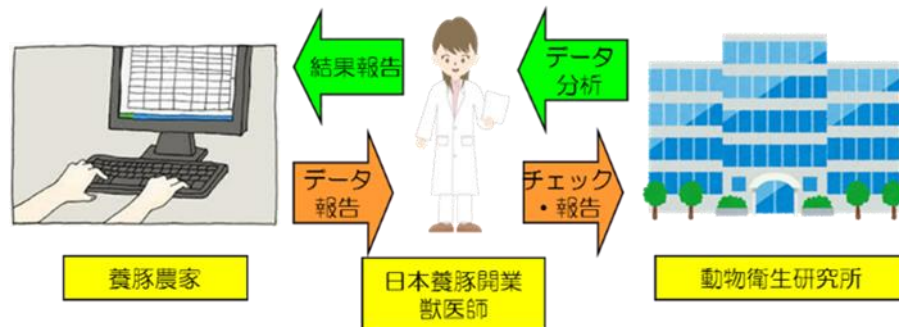 結果報告
データ
分析
データ
報告
チェック
・報告
養豚農家
日本養豚開業
獣医師
動物衛生研究所